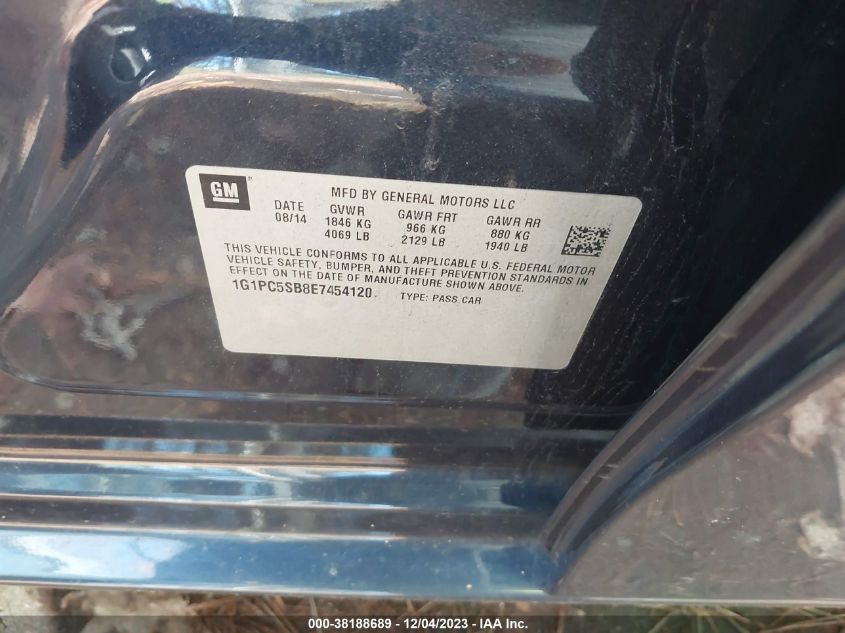 GM
MFD BY GENERAL MOTORS LLC
DATE GVWR GAWR FRT GAWR RR
08/14 1846 KG 966 KG 880 KG
4069 LB 2129 LB 1940 LB
THIS VEHICLE CONFORMS TO ALL APPLICABLE U.S. FEDERAL MOTOR
VEHICLE SAFETY, BUMPER, AND THEFT PREVENTION STANDARDS IN
EFFECT ON THE DATE OF MANUFACTURE SHOWN ABOVE.
1G1PC5SB8E7454120 TYPE: PASS.CAR
000-38188689 - 12/04/2023 - IAA Inc.